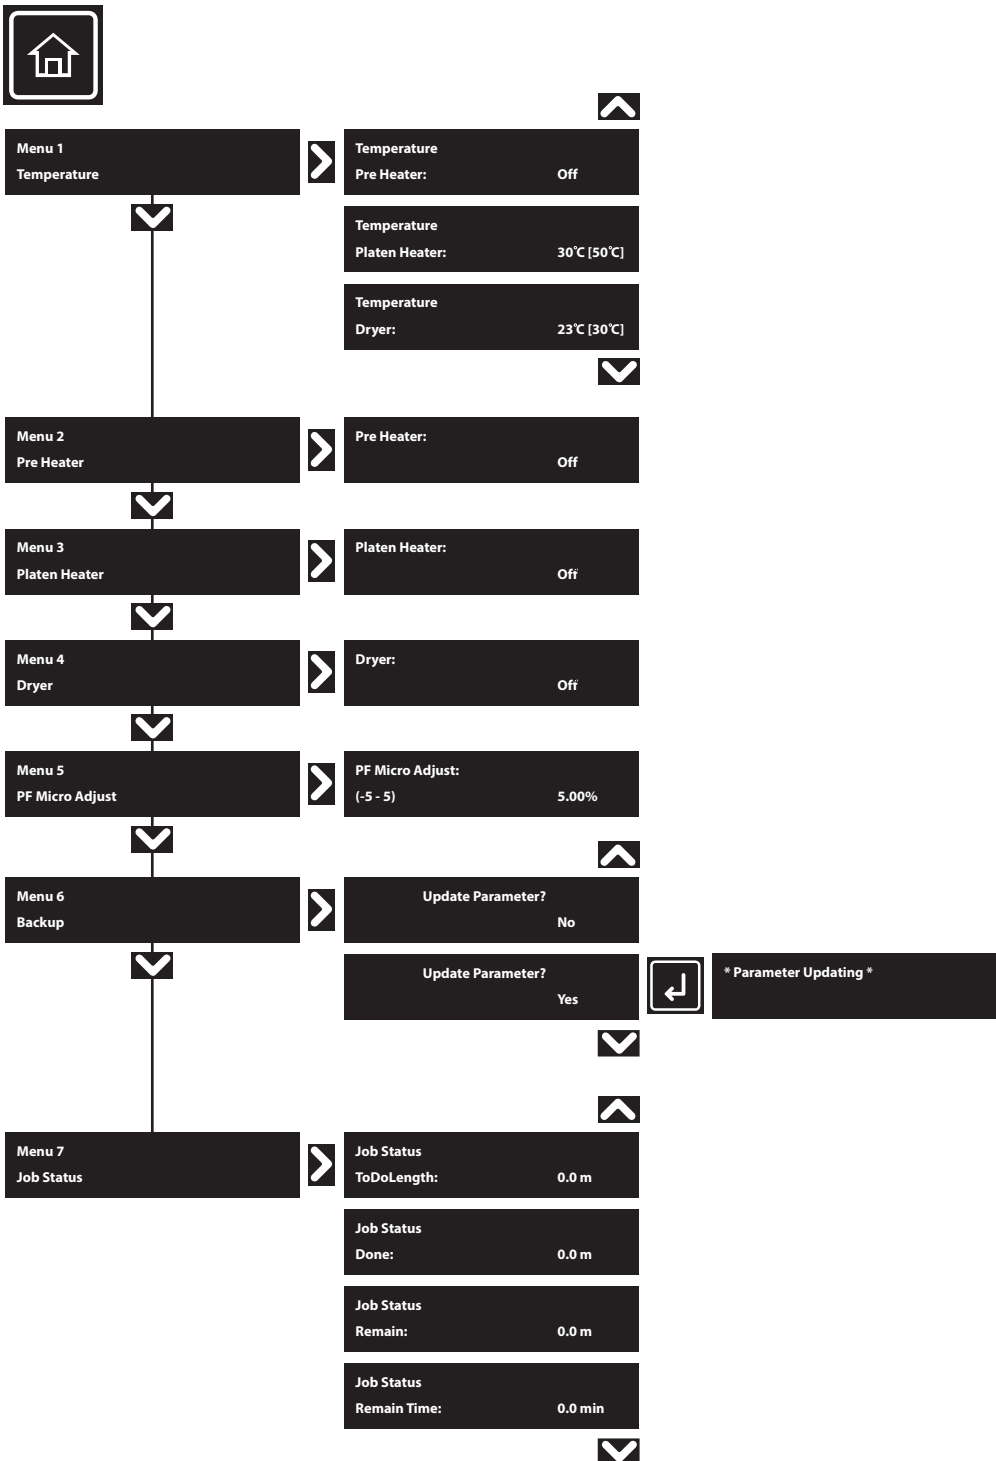 Menu 1
Temperature
Temperature
Pre Heater: Off
Temperature
Platen Heater: 30℃ [50℃]
Temperature
Dryer: 23℃ [30℃]
Menu 2
Pre Heater
Pre Heater:
Off
Menu 3
Platen Heater
Platen Heater:
Off
Menu 4
Dryer
Dryer:
Off
Menu 5
PF Micro Adjust
PF Micro Adjust:
(-5 - 5) 5.00%
Menu 6
Backup
Update Parameter?
No
Update Parameter?
Yes
* Parameter Updating *
Menu 7
Job Status
Job Status
ToDoLength: 0.0 m
Job Status
Done: 0.0 m
Job Status
Remain: 0.0 m
Job Status
Remain Time: 0.0 min